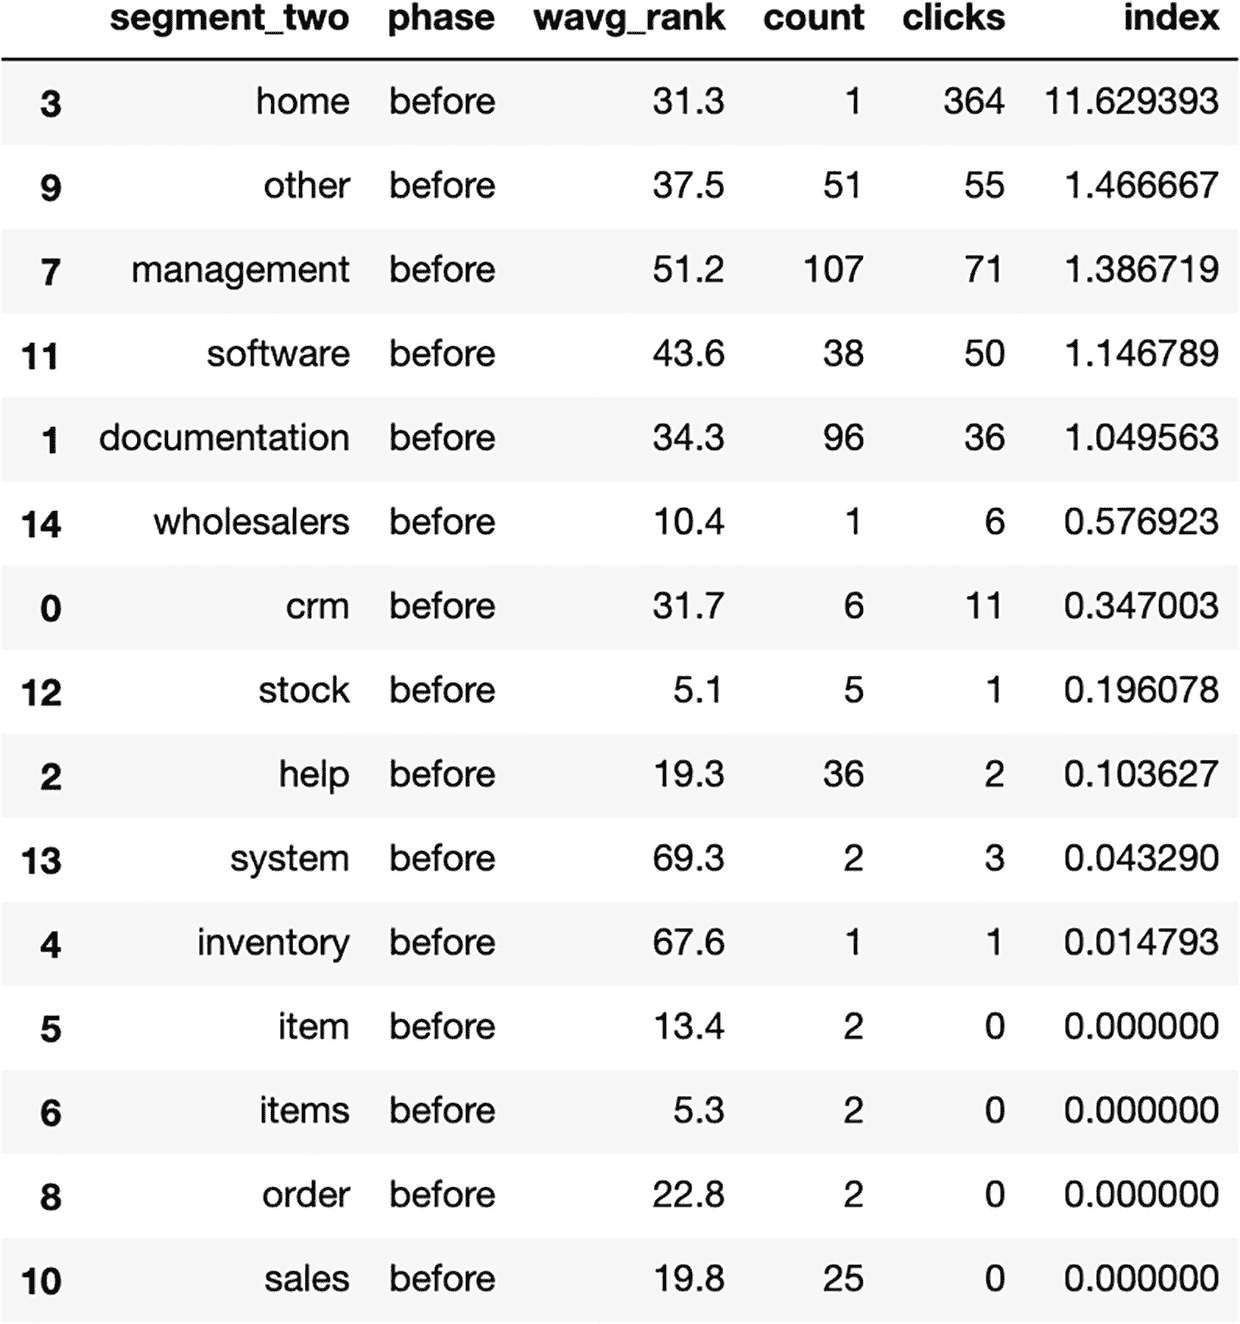 segment_two phase wavg_rank count clicks index
3 home before 31.3 1 364 11.629393
9 other before 37.5 51 55 1.466667
7 management before 51.2 107 71 1.386719
11 software before 43.6 38 50 1.146789
1 documentation before 34.3 96 36 1.049563
14 wholesalers before 10.4 1 6 0.576923
0 crm before 31.7 6 11 0.347003
12 stock before 5.1 5 1 0.196078
2 help before 19.3 36 2 0.103627
13 system before 69.3 2 3 0.043290
4 inventory before 67.6 1 1 0.014793
5 item before 13.4 2 0 0.000000
6 items before 5.3 2 0 0.000000
8 order before 22.8 2 0 0.000000
10 sales before 19.8 25 0 0.000000